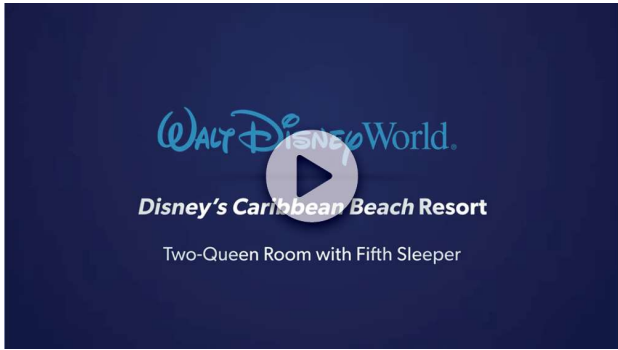 Walt Disney World.
Disney's Caribbean Beach Resort
Two-Queen Room with Fifth Sleeper